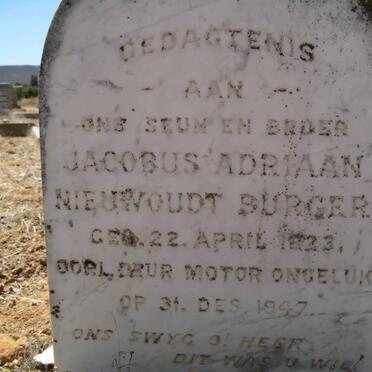 GEDAGTENIS
- AAN -
ONS SEUN EN BROER
JACOBUS ADRIAAN
NIEUWOUDT BURGER
GEB. 22. APRIL 1923,
OORL. DEUR MOTOR ONGELUK
OP 31. DES 1947
ONS SWYG O! HEER
DIT WAS U WIL!